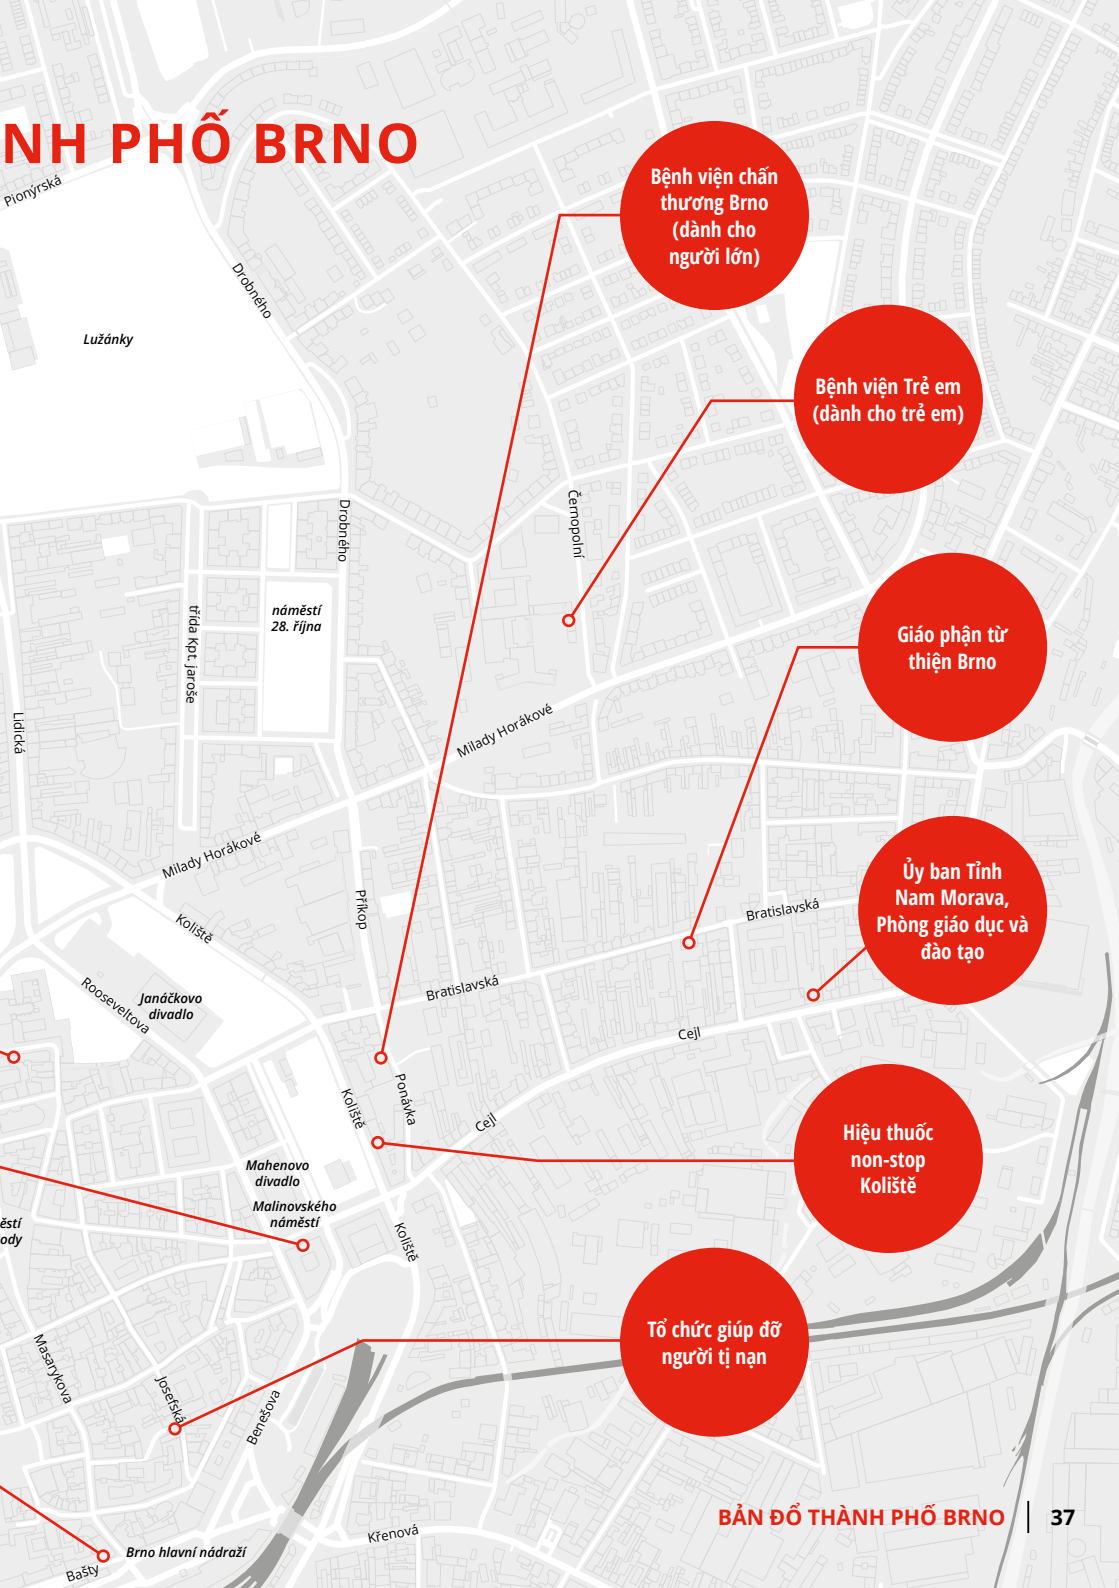 NH PHỐ BRNO
Bệnh viện chấn
thương Brno
(dành cho
người lớn)
Pionýrská
Drobného
Lužánky
Bệnh viện Trẻ em
(dành cho trẻ em)
Drobného
Černopolní
náměstí
28. října
třída Kpt. jaroše
Giáo phận từ
thiện Brno
Lidická
Milady Horákové
Milady Horákové
Příkop
Koliště
Ủy ban Tỉnh
Nam Morava,
Phòng giáo dục và
đào tạo
Bratislavská
Bratislavská
Rooseveltova
Janáčkovo
divadlo
Cejl
Koliště
Ponávka
Cejl
Hiệu thuốc
non-stop
Koliště
Mahenovo
divadlo
Malinovského
náměstí
ěstí
ody
Koliště
Tổ chức giúp đỡ
người tị nạn
Masarykova
Josefská
Benešova
Křenová
Brno hlavní nádraží
Bašty
BẢN ĐỒ THÀNH PHỐ BRNO
37